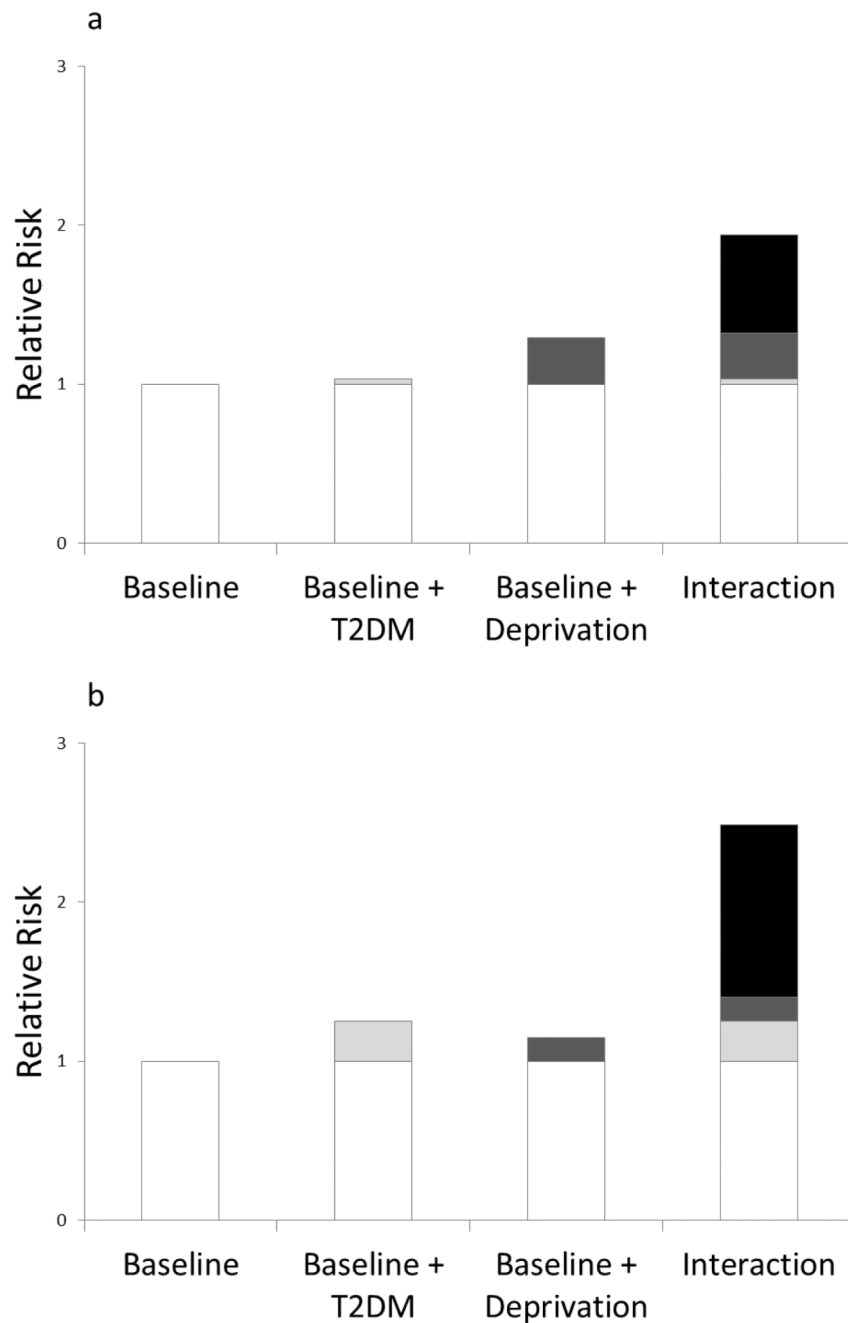 a
3
2
1
0
Relative Risk
Baseline
Baseline +
T2DM
Baseline +
Deprivation
Interaction
b
3
2
1
0
Relative Risk
Baseline
Baseline +
T2DM
Baseline +
Deprivation
Interaction